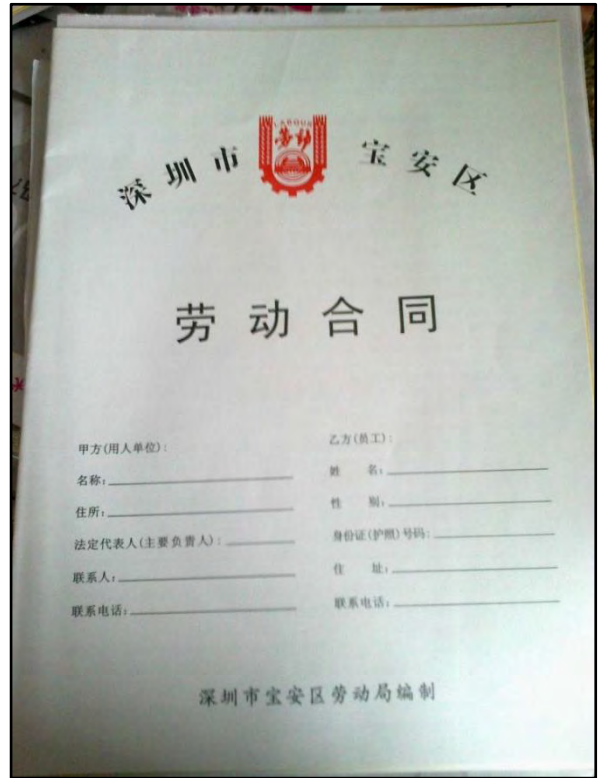 深圳市 宝安区
LABOUR
劳动
劳动合同
甲方(用人单位):
名称:
住所:
法定代表人(主要负责人):
联系人:
联系电话:
乙方(员工):
姓 名:
性 别:
身份证(护照)号码:
住 址:
联系电话:
深圳市宝安区劳动局编制